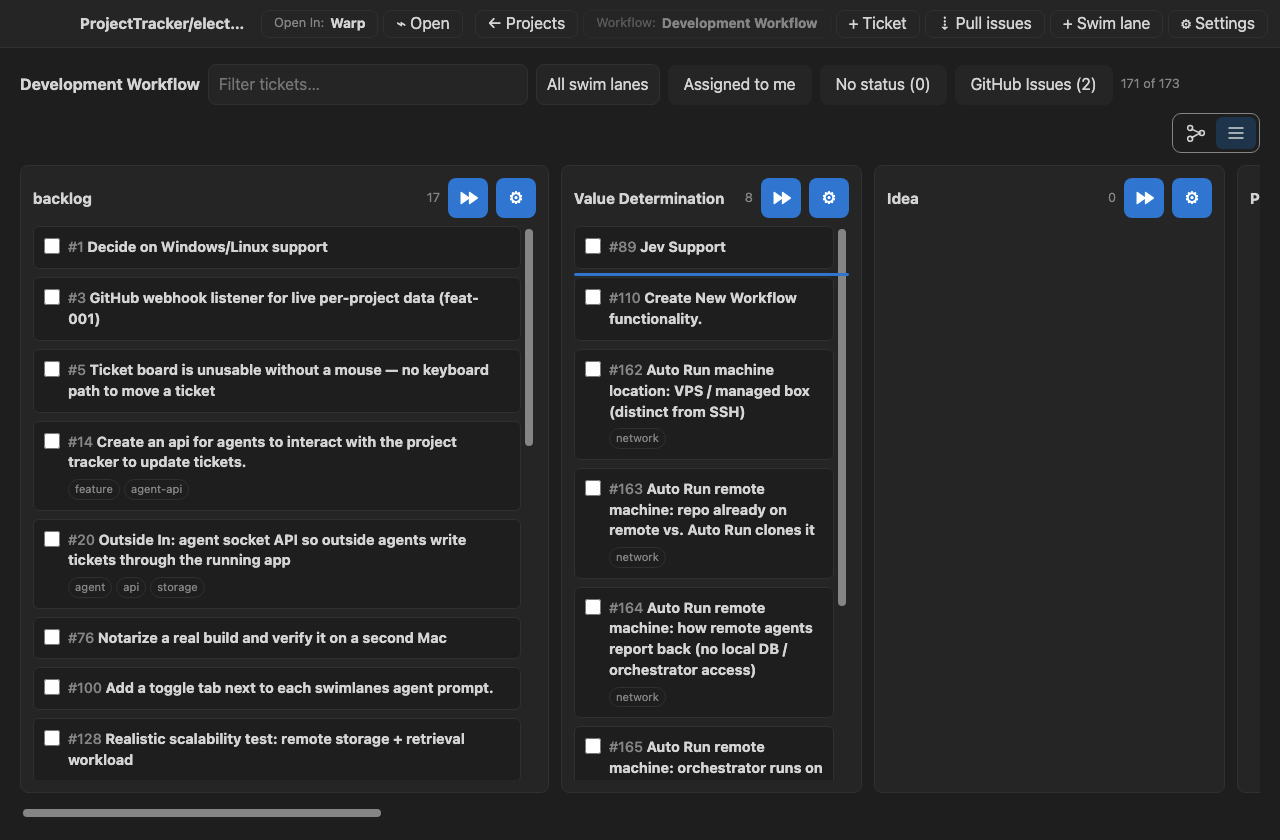 ProjectTracker/elect...
Open In: Warp
Open
← Projects
Workflow: Development Workflow
+ Ticket
⇣ Pull issues
+ Swim lane
⚙ Settings
Development Workflow
Filter tickets...
All swim lanes
Assigned to me
No status (0)
GitHub Issues (2)
171 of 173
backlog
17
#1 Decide on Windows/Linux support
#3 GitHub webhook listener for live per-project data (feat-
001)
#5 Ticket board is unusable without a mouse — no keyboard
path to move a ticket
#14 Create an api for agents to interact with the project
tracker to update tickets.
feature agent-api
#20 Outside In: agent socket API so outside agents write
tickets through the running app
agent api storage
#76 Notarize a real build and verify it on a second Mac
#100 Add a toggle tab next to each swimlanes agent prompt.
#128 Realistic scalability test: remote storage + retrieval
workload
Value Determination
8
#89 Jev Support
#110 Create New Workflow
functionality.
#162 Auto Run machine
location: VPS / managed box
(distinct from SSH)
network
#163 Auto Run remote
machine: repo already on
remote vs. Auto Run clones it
network
#164 Auto Run remote
machine: how remote agents
report back (no local DB /
orchestrator access)
network
#165 Auto Run remote
machine: orchestrator runs on
Idea
0
P